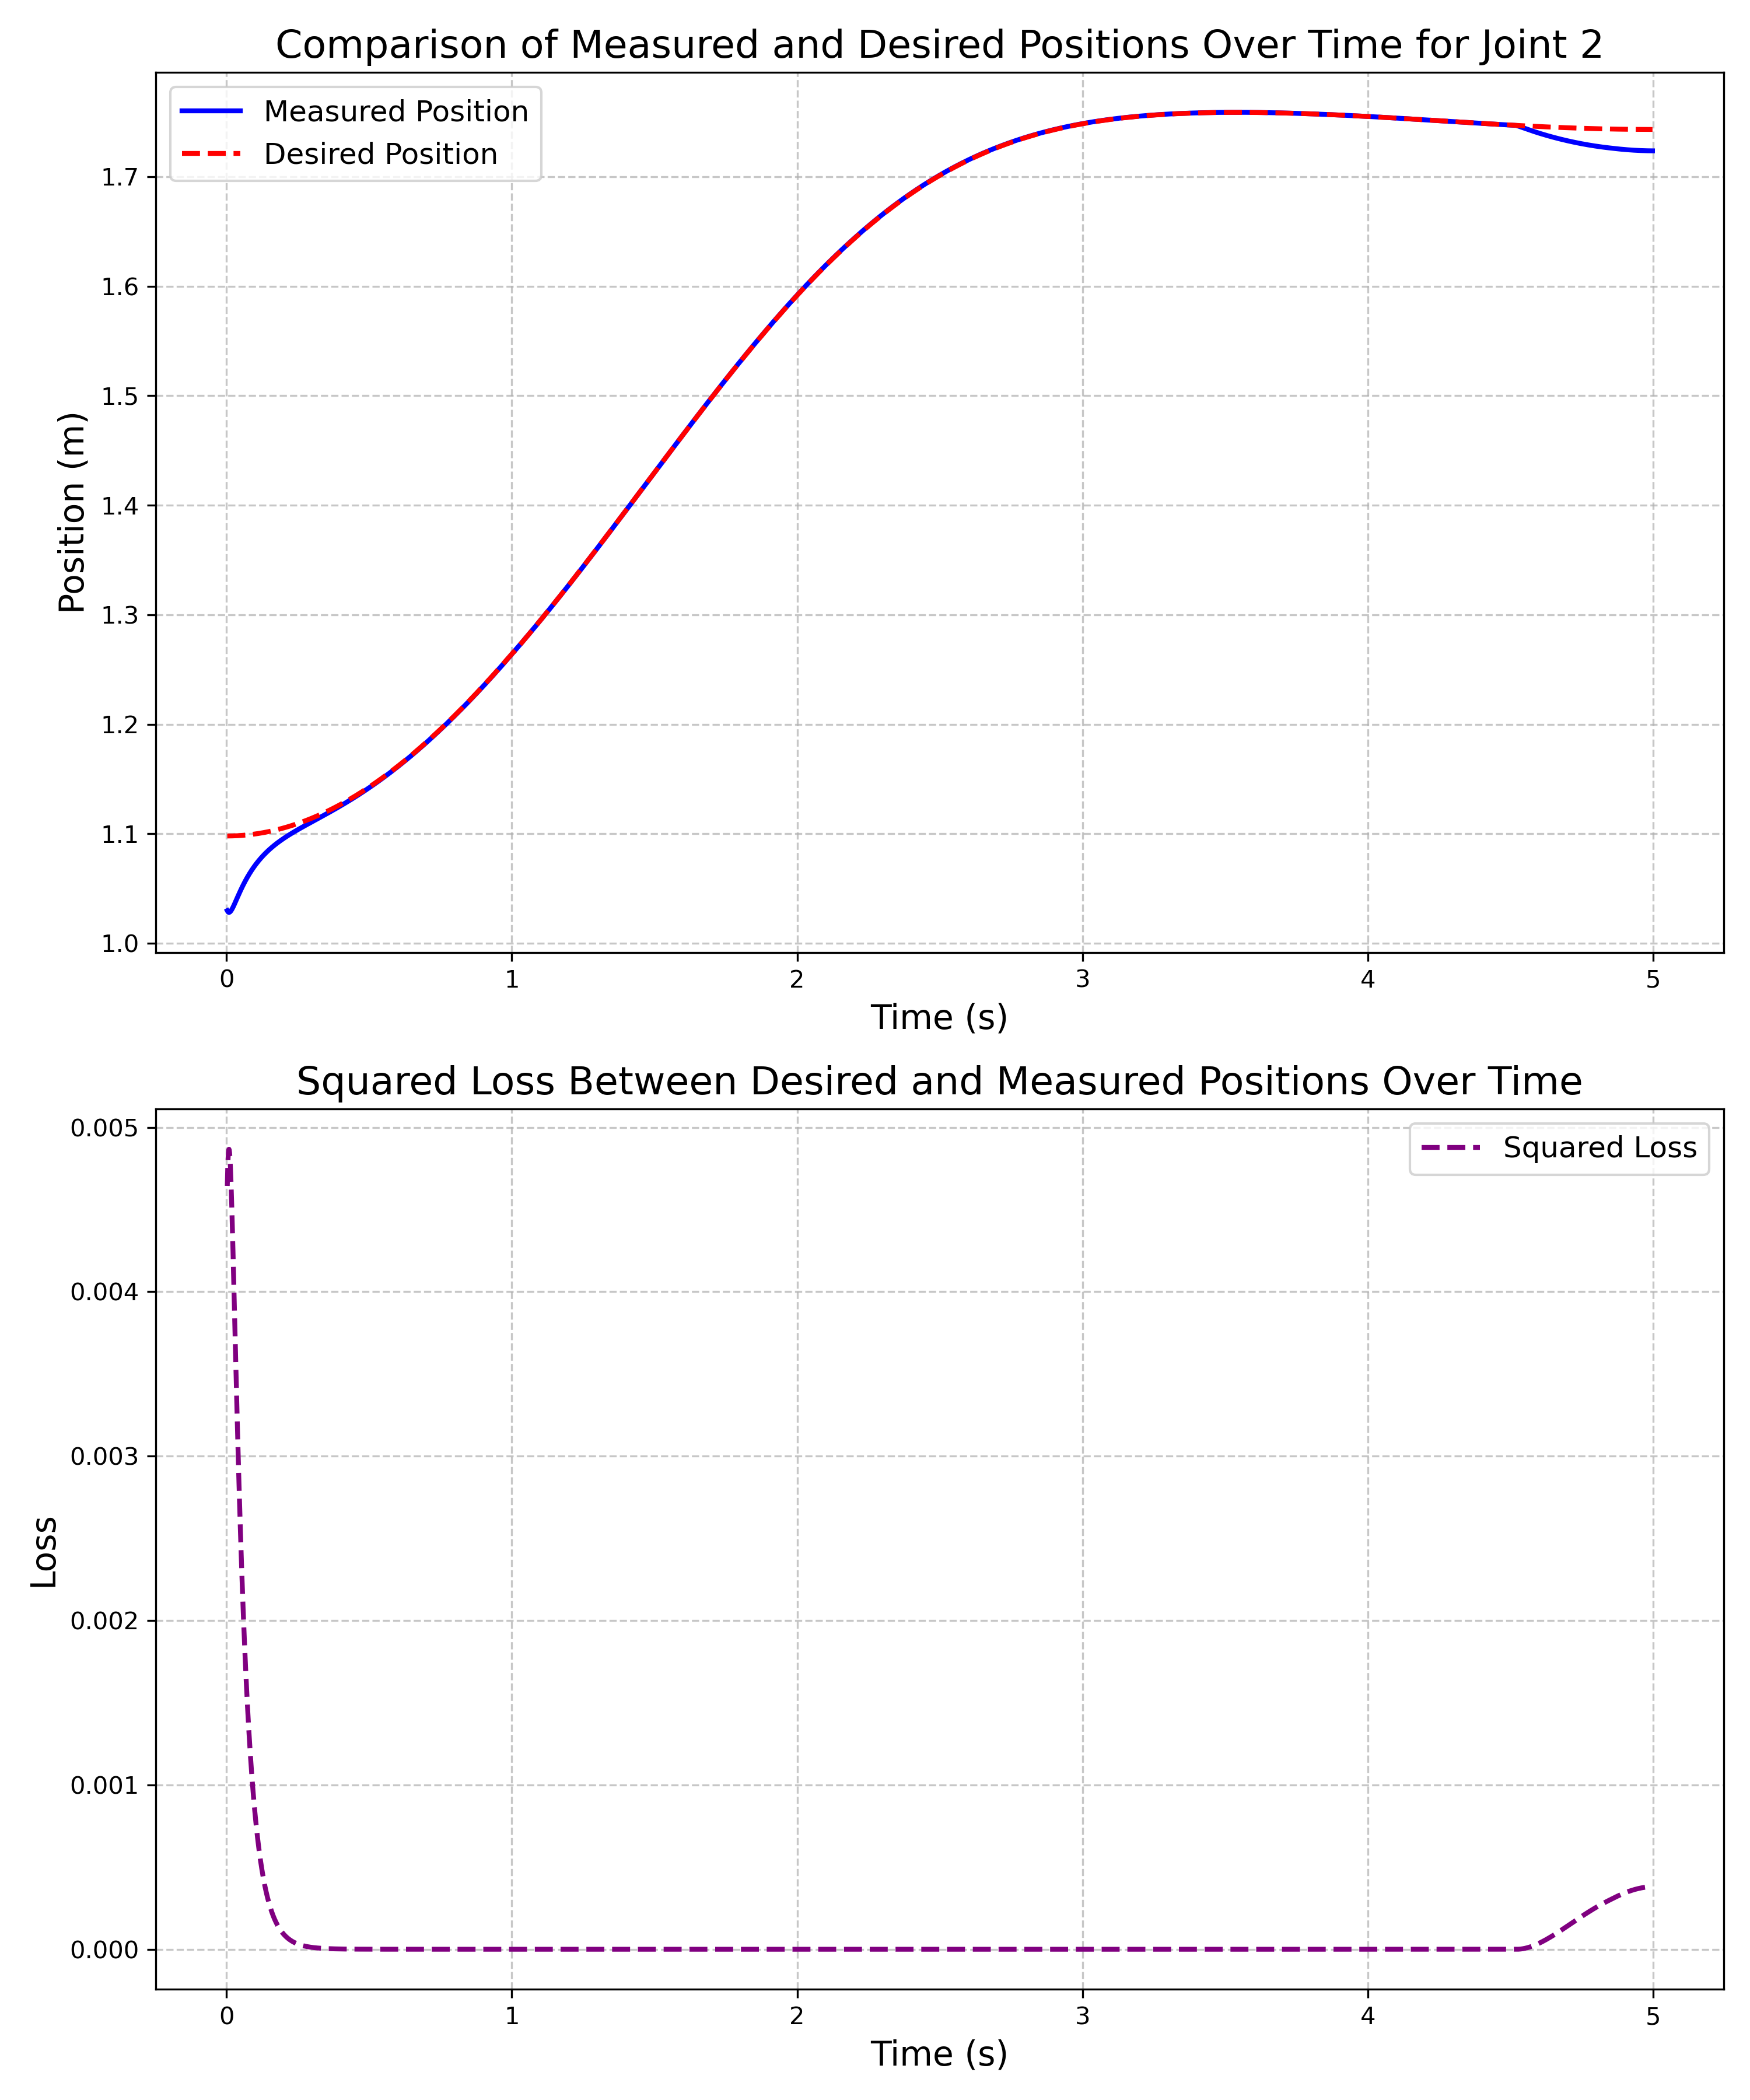 Comparison of Measured and Desired Positions Over Time for Joint 2
Measured Position
Desired Position
Position (m)
1.7
1.6
1.5
1.4
1.3
1.2
1.1
1.0
0 1 2 3 4 5
Time (s)
Squared Loss Between Desired and Measured Positions Over Time
Squared Loss
Loss
0.005
0.004
0.003
0.002
0.001
0.000
0 1 2 3 4 5
Time (s)